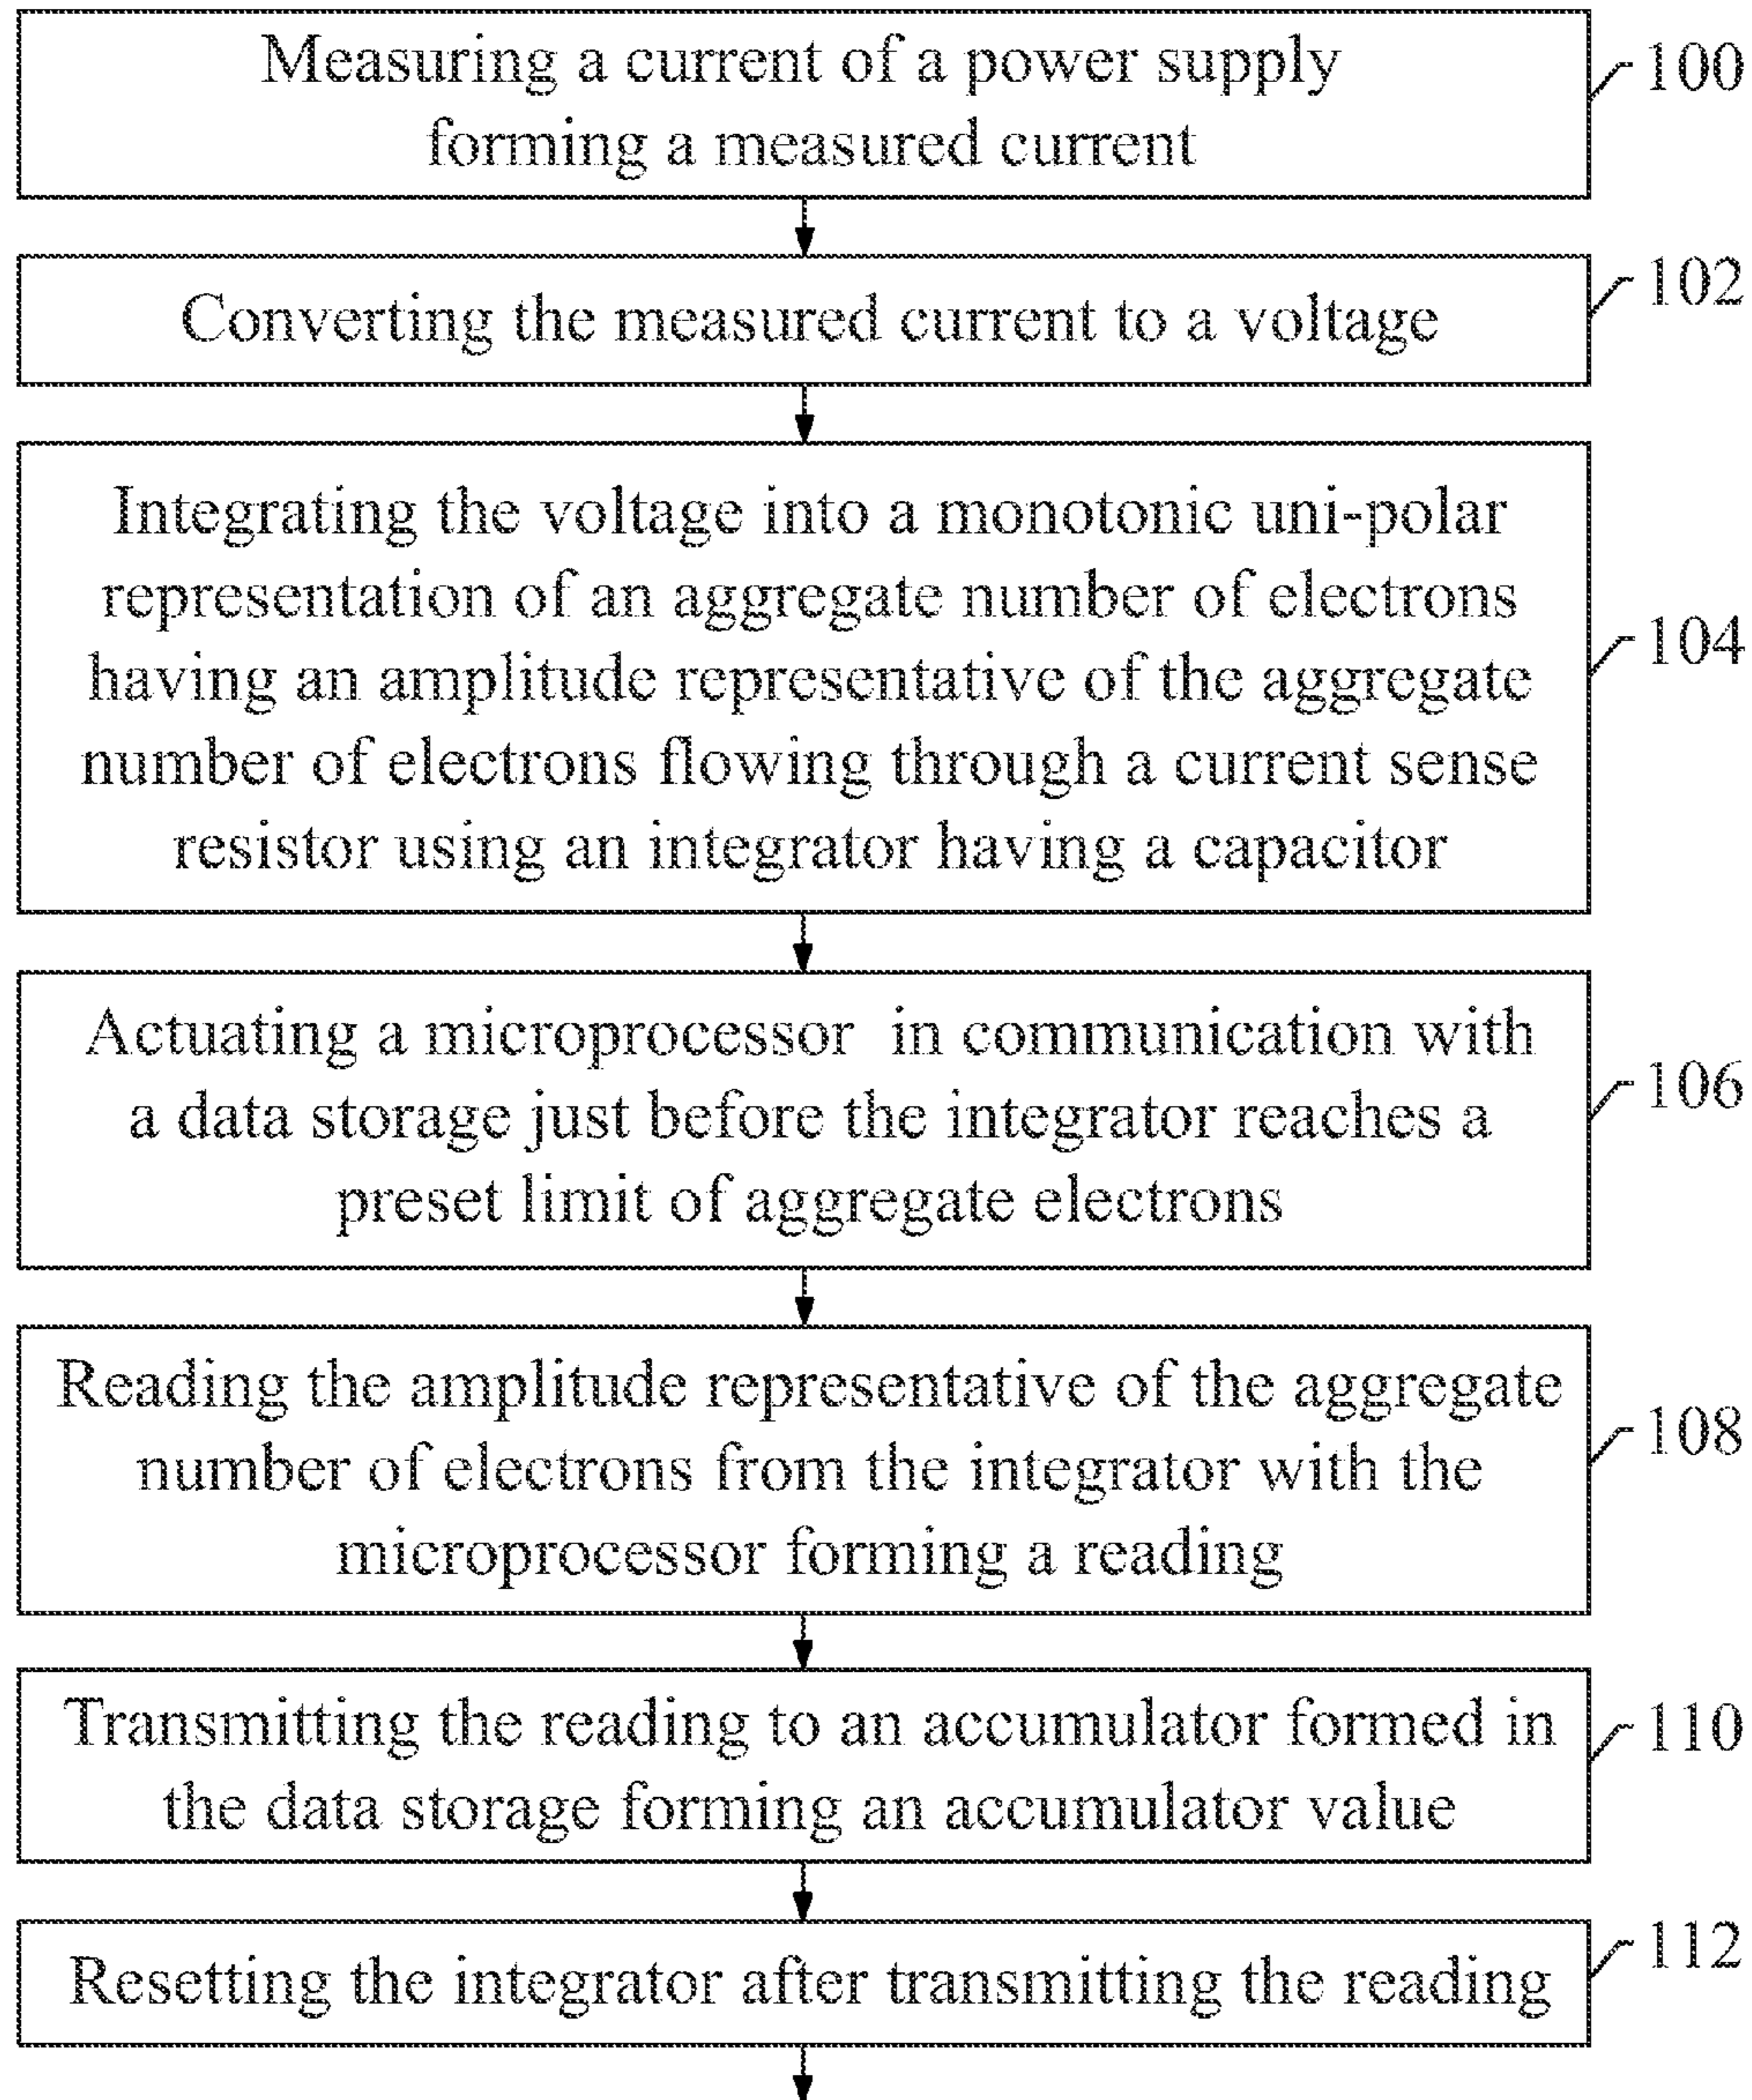 Measuring a current of a power supply
forming a measured current
100
Converting the measured current to a voltage
102
Integrating the voltage into a monotonic uni-polar
representation of an aggregate number of electrons
having an amplitude representative of the aggregate
number of electrons flowing through a current sense
resistor using an integrator having a capacitor
104
Actuating a microprocessor in communication with
a data storage just before the integrator reaches a
preset limit of aggregate electrons
106
Reading the amplitude representative of the aggregate
number of electrons from the integrator with the
microprocessor forming a reading
108
Transmitting the reading to an accumulator formed in
the data storage forming an accumulator value
110
Resetting the integrator after transmitting the reading
112